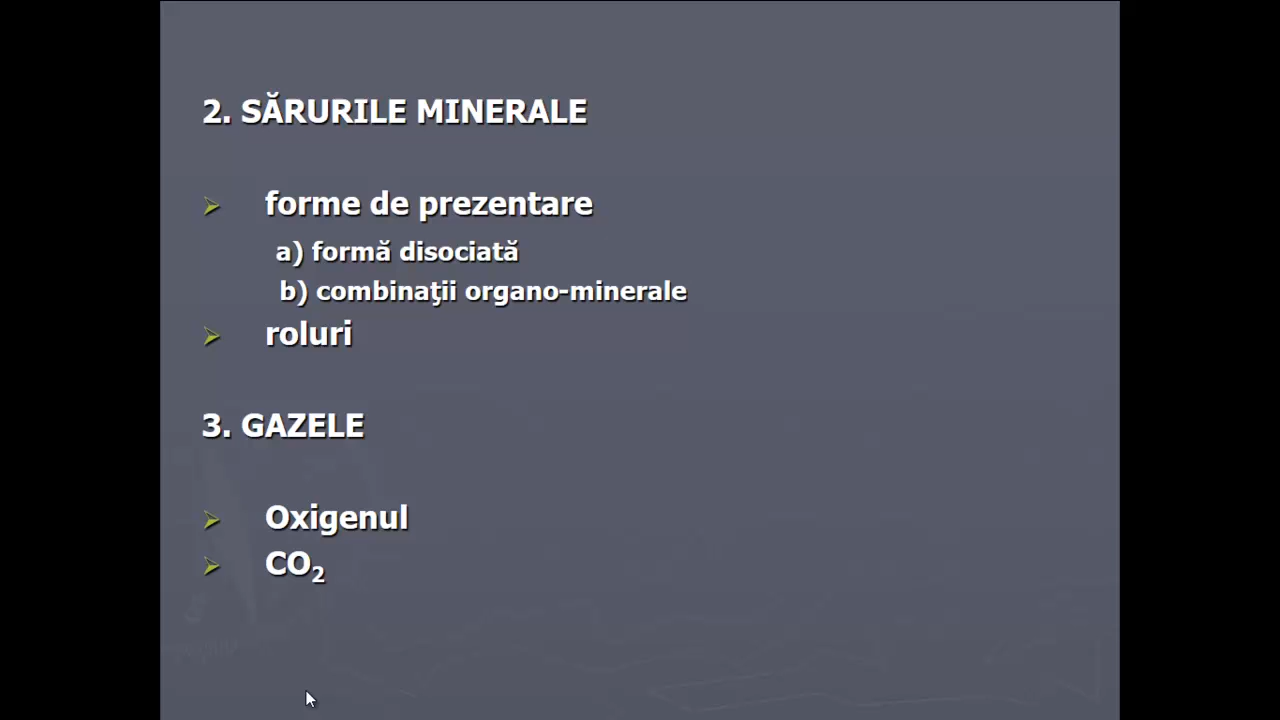 2. SĂRURILE MINERALE
forme de prezentare
a) formă disociată
b) combinaţii organo-minerale
roluri
3. GAZELE
Oxigenul
CO₂